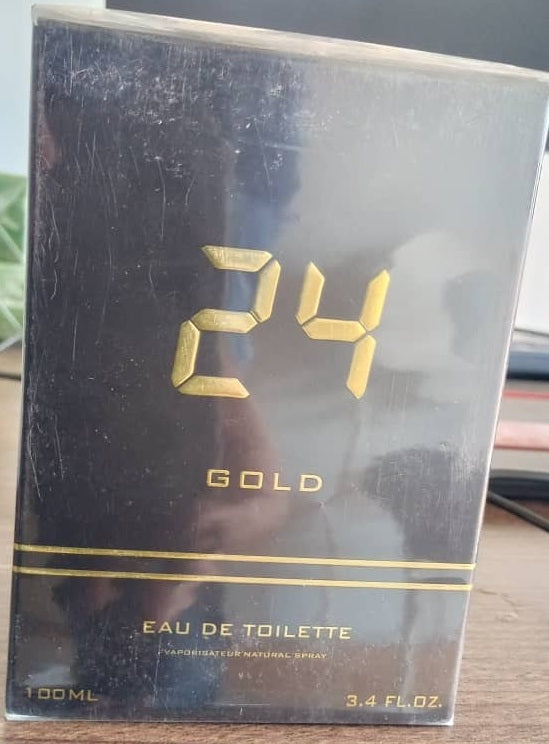 24
GOLD
EAU DE TOILETTE
VAPORISATEUR NATURAL SPRAY
100ML
3.4 FL.OZ.